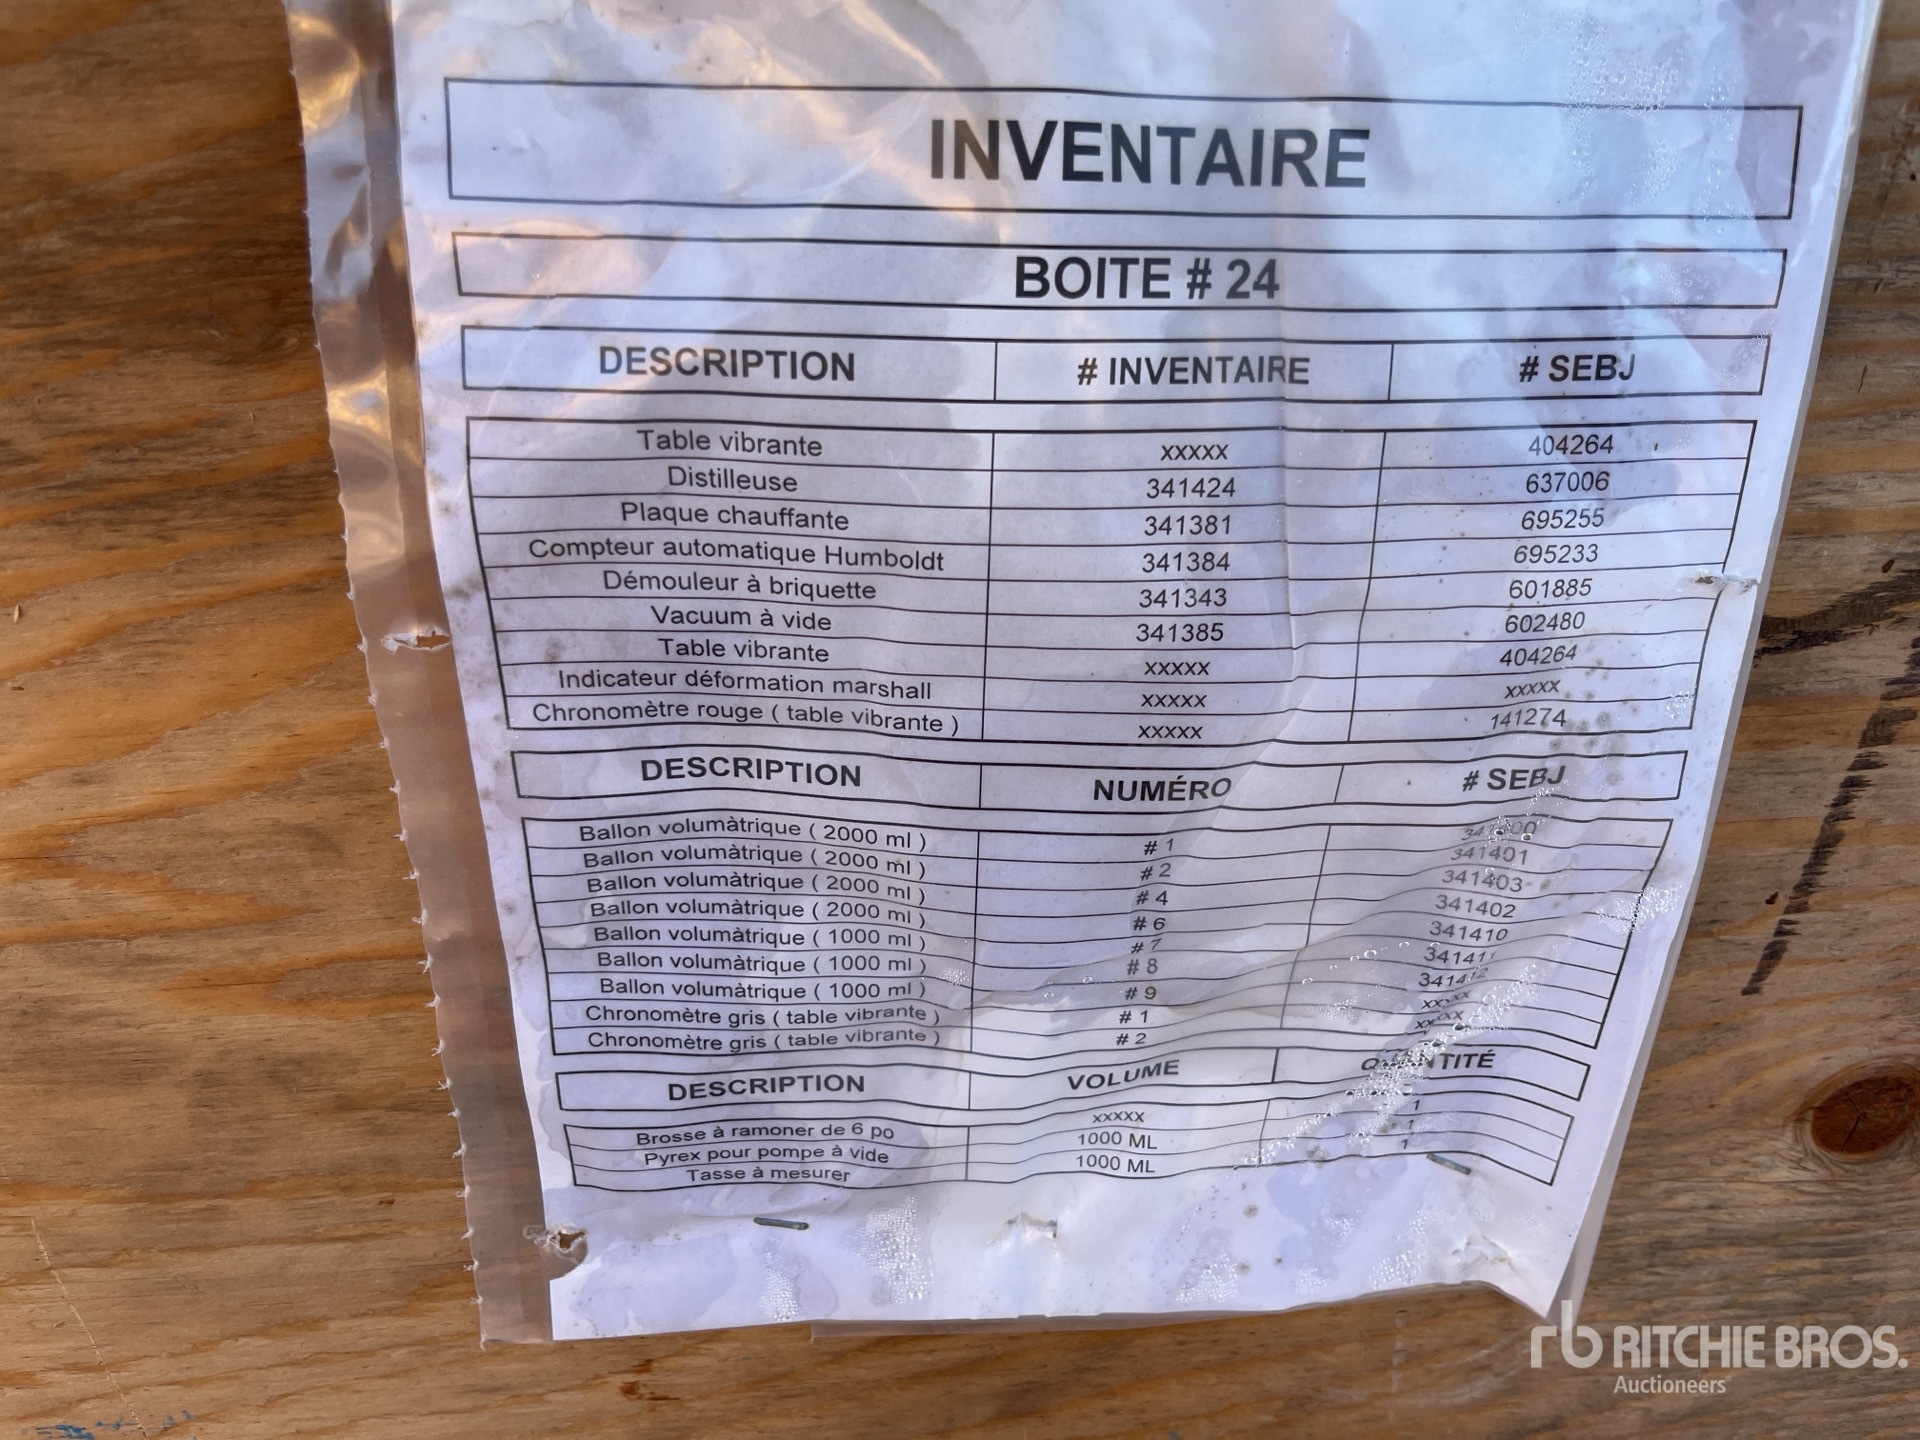 INVENTAIRE
BOITE # 24
DESCRIPTION # INVENTAIRE # SEBJ
Table vibrante xxxxx 404264
Distilleuse 341424 637006
Plaque chauffante 341381 695255
Compteur automatique Humboldt 341384 695233
Démouleur à briquette 341343 601885
Vacuum à vide 341385 602480
Table vibrante xxxxx 404264
Indicateur déformation marshall xxxxx xxxxx
Chronomètre rouge ( table vibrante ) xxxxx 141274
DESCRIPTION NUMÉRO # SEBJ
Ballon volumàtrique ( 2000 ml ) # 1
Ballon volumàtrique ( 2000 ml ) # 2 341401
Ballon volumàtrique ( 2000 ml ) # 4 341403
Ballon volumàtrique ( 2000 ml ) # 6 341402
Ballon volumàtrique ( 1000 ml ) # 7 341410
Ballon volumàtrique ( 1000 ml ) # 8 341411
Ballon volumàtrique ( 1000 ml ) # 9 341412
Chronomètre gris ( table vibrante ) # 1 xxxxx
Chronomètre gris ( table vibrante ) # 2 xxxxx
DESCRIPTION VOLUME QUANTITÉ
Brosse à ramoner de 6 po xxxxx 1
Pyrex pour pompe à vide 1000 ML 1
Tasse à mesurer 1000 ML 1
rb RITCHIE BROS.
Auctioneers